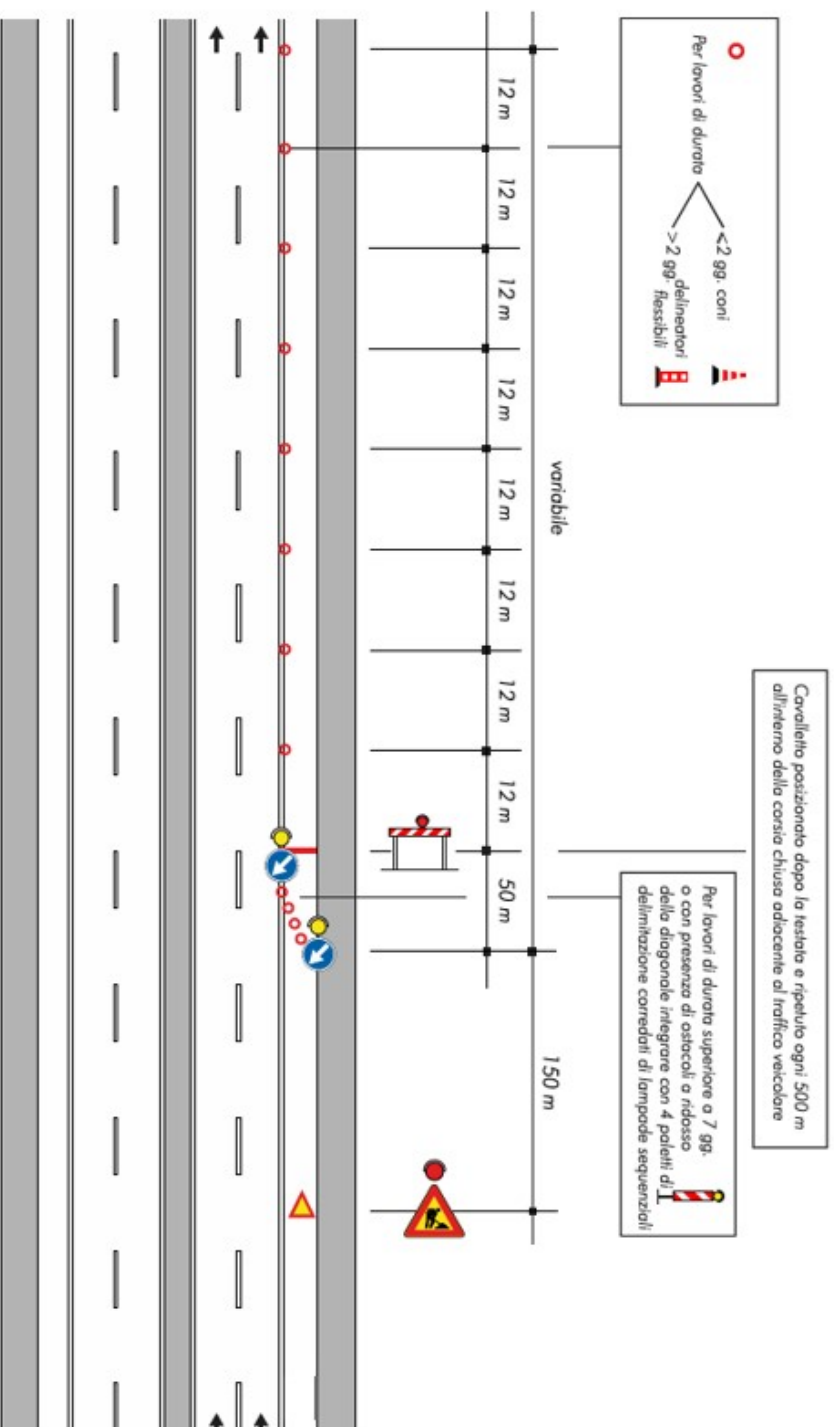 Per lavori di durata
<2 gg. coni
>2 gg. delineatori
flessibili
12 m
12 m
12 m
12 m
12 m
12 m
12 m
12 m
50 m
variabile
150 m
Cavalletto posizionato dopo la testata e ripetuto ogni 500 m
all'interno della corsia chiusa adiacente al traffico veicolare
Per lavori di durata superiore a 7 gg.
o con presenza di ostacoli a ridosso
della diagonale integrare con 4 paletti di
delimitazione corredati di lampade sequenziali